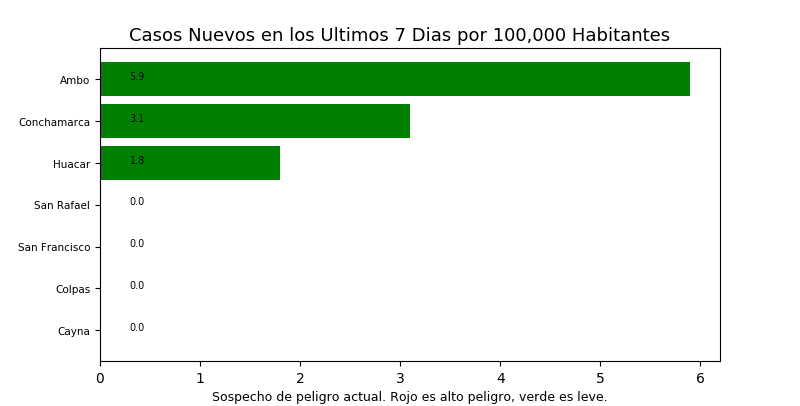 Casos Nuevos en los Ultimos 7 Dias por 100,000 Habitantes
Ambo 5.9
Conchamarca 3.1
Huacar 1.8
San Rafael 0.0
San Francisco 0.0
Colpas 0.0
Cayna 0.0
0 1 2 3 4 5 6
Sospecho de peligro actual. Rojo es alto peligro, verde es leve.